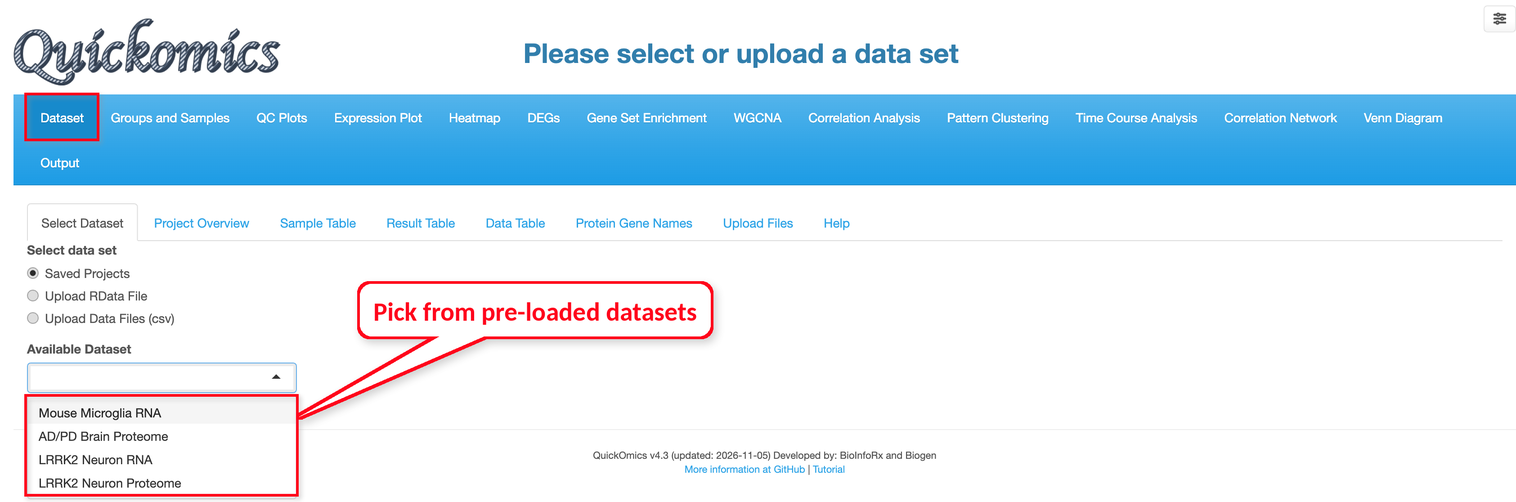 Quickomics
Please select or upload a data set
Dataset Groups and Samples QC Plots Expression Plot Heatmap DEGs Gene Set Enrichment WGCNA Correlation Analysis Pattern Clustering Time Course Analysis Correlation Network Venn Diagram
Output
Select Dataset Project Overview Sample Table Result Table Data Table Protein Gene Names Upload Files Help
Select data set
Saved Projects
Upload RData File
Upload Data Files (csv)
Pick from pre-loaded datasets
Available Dataset
Mouse Microglia RNA
AD/PD Brain Proteome
LRRK2 Neuron RNA
LRRK2 Neuron Proteome
QuickOmics v4.3 (updated: 2026-11-05) Developed by: BioInfoRx and Biogen
More information at GitHub | Tutorial